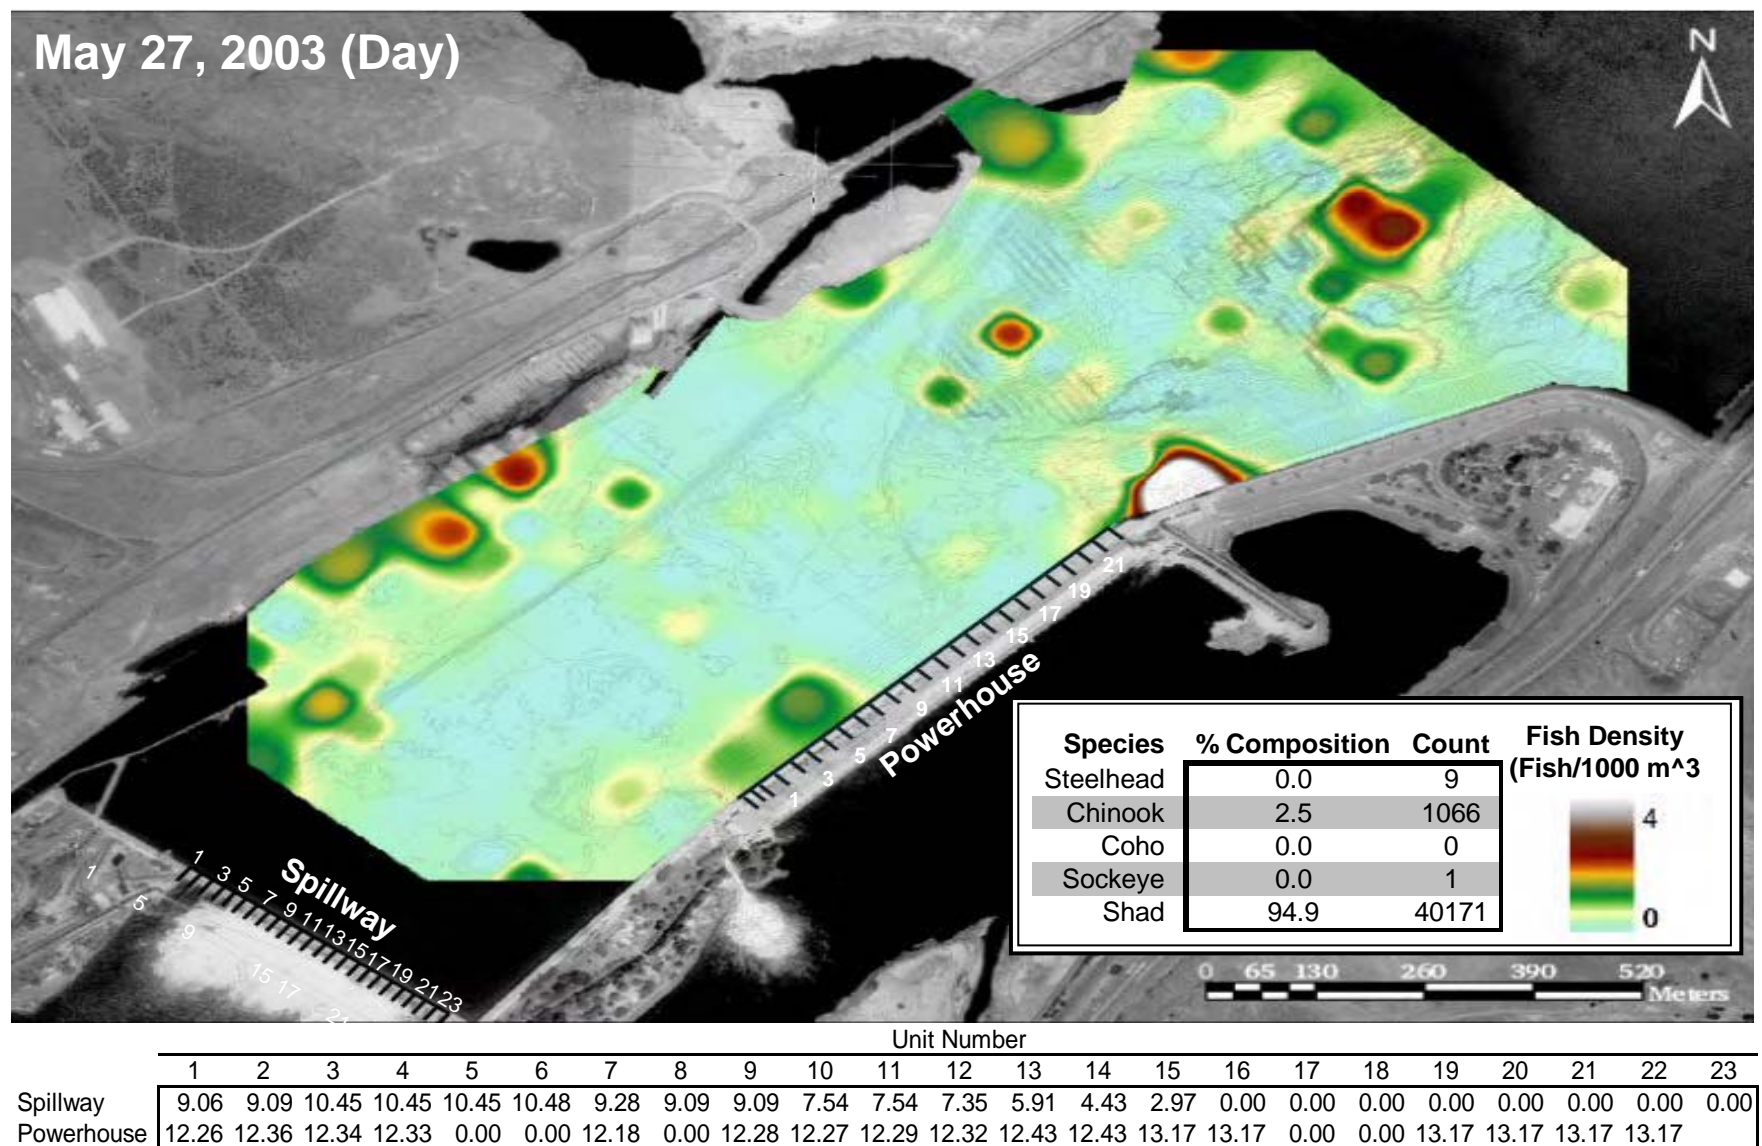 May 27, 2003 (Day)
N
21
19
17
15
13
11
9
7
5
3
1
Powerhouse
Spillway
1 3 5 7 9 11 13 15 17 19 21 23
1
5
9
15 17
21
Species % Composition Count
Steelhead 0.0 9
Chinook 2.5 1066
Coho 0.0 0
Sockeye 0.0 1
Shad 94.9 40171
Fish Density
(Fish/1000 m^3
4
0
0 65 130 260 390 520
Meters
Unit Number
1 2 3 4 5 6 7 8 9 10 11 12 13 14 15 16 17 18 19 20 21 22 23
Spillway 9.06 9.09 10.45 10.45 10.45 10.48 9.28 9.09 9.09 7.54 7.54 7.35 5.91 4.43 2.97 0.00 0.00 0.00 0.00 0.00 0.00 0.00 0.00
Powerhouse 12.26 12.36 12.34 12.33 0.00 0.00 12.18 0.00 12.28 12.27 12.29 12.32 12.43 12.43 13.17 13.17 0.00 0.00 13.17 13.17 13.17 13.17